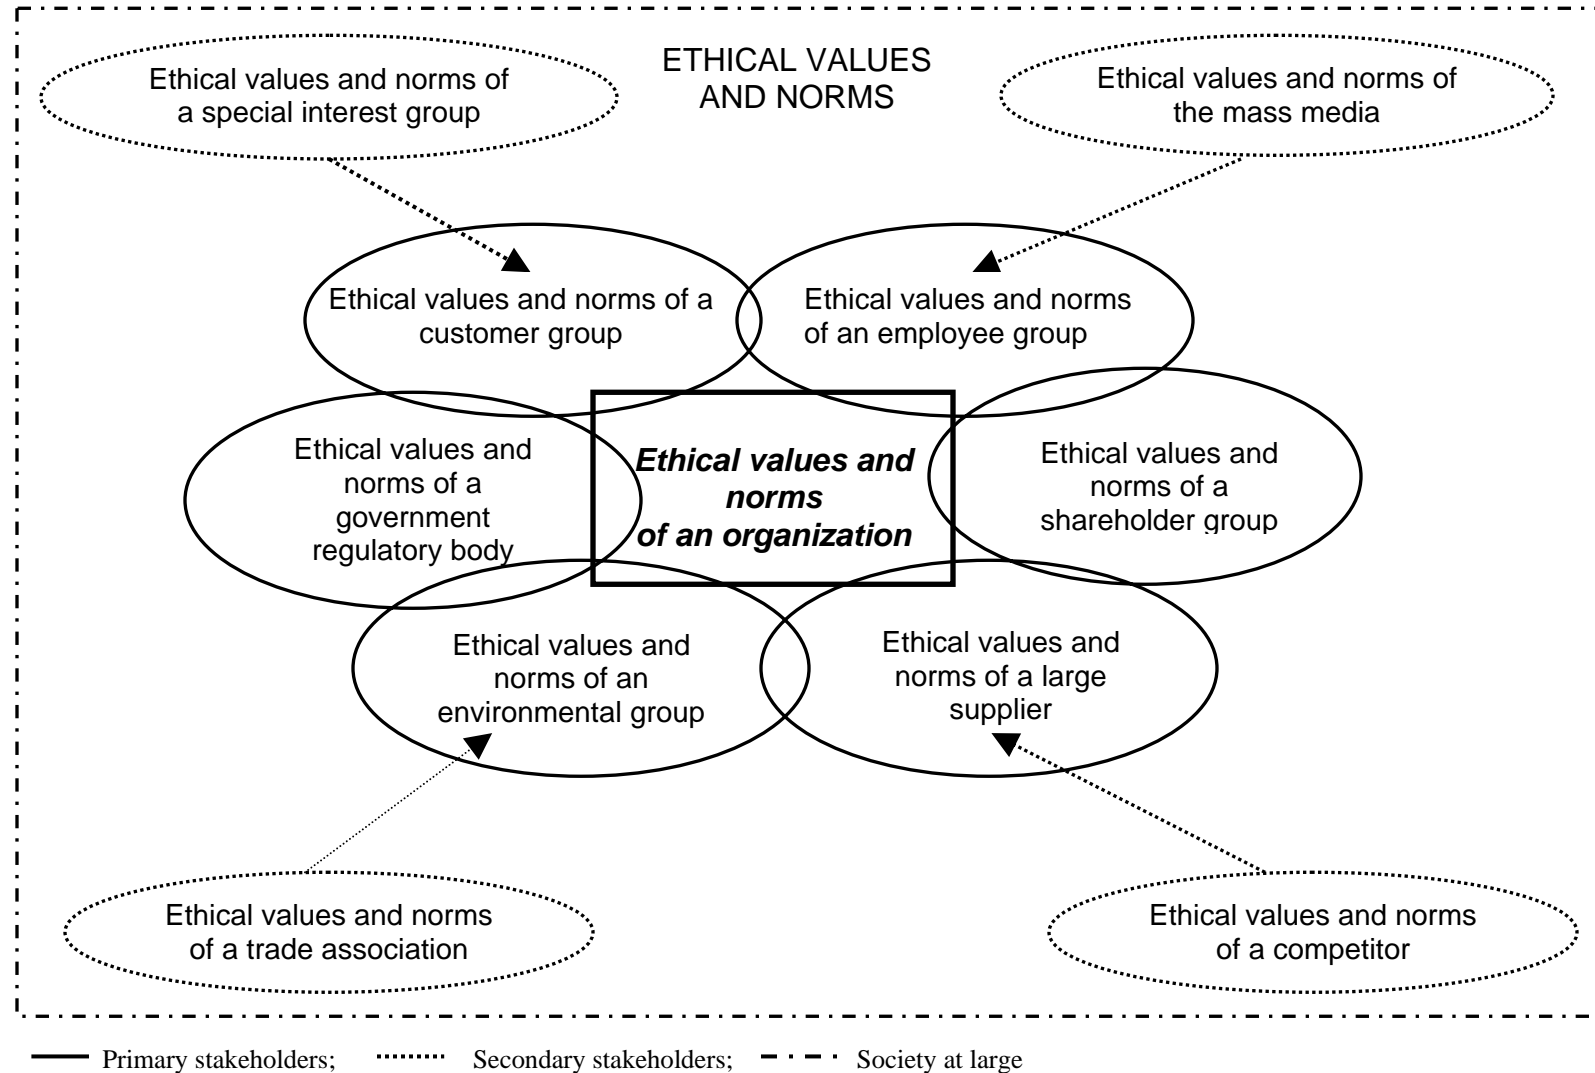 ETHICAL VALUES
AND NORMS
Ethical values and norms of
a special interest group
Ethical values and norms of
the mass media
Ethical values and norms of a
customer group
Ethical values and norms
of an employee group
Ethical values and
norms of a
government
regulatory body
Ethical values and
norms
of an organization
Ethical values and
norms of a
shareholder group
Ethical values and
norms of an
environmental group
Ethical values and
norms of a large
supplier
Ethical values and norms
of a trade association
Ethical values and norms
of a competitor
Primary stakeholders; Secondary stakeholders; Society at large